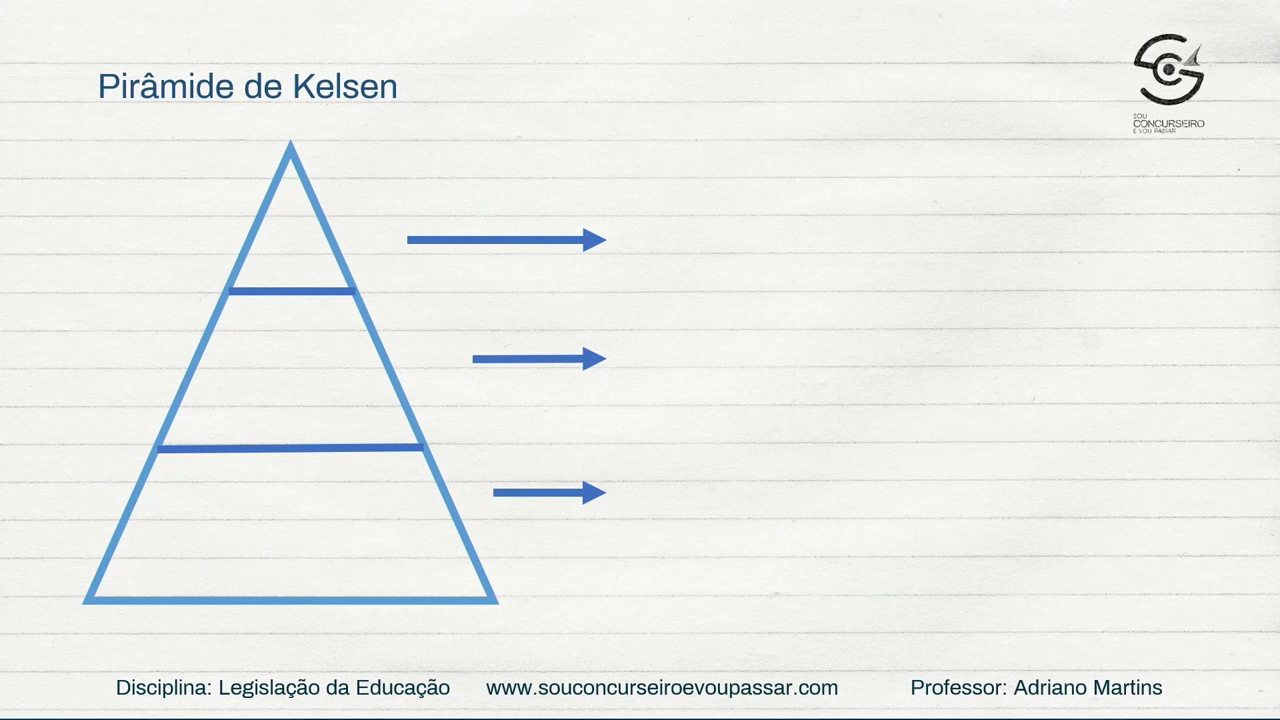 Pirâmide de Kelsen
SOU
CONCURSEIRO
E VOU PASSAR
Disciplina: Legislação da Educação
www.souconcurseiroevoupassar.com
Professor: Adriano Martins